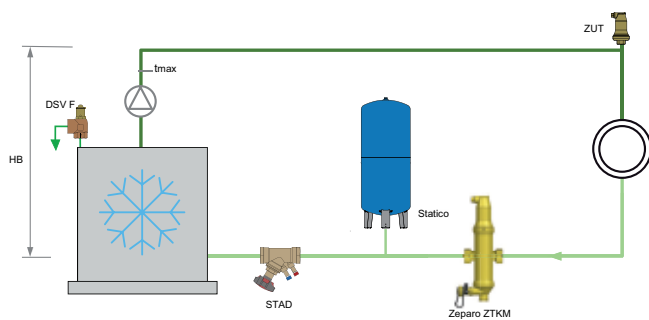 ZUT
tmax
DSV F
HB
Statico
STAD
Zeparo ZTKM